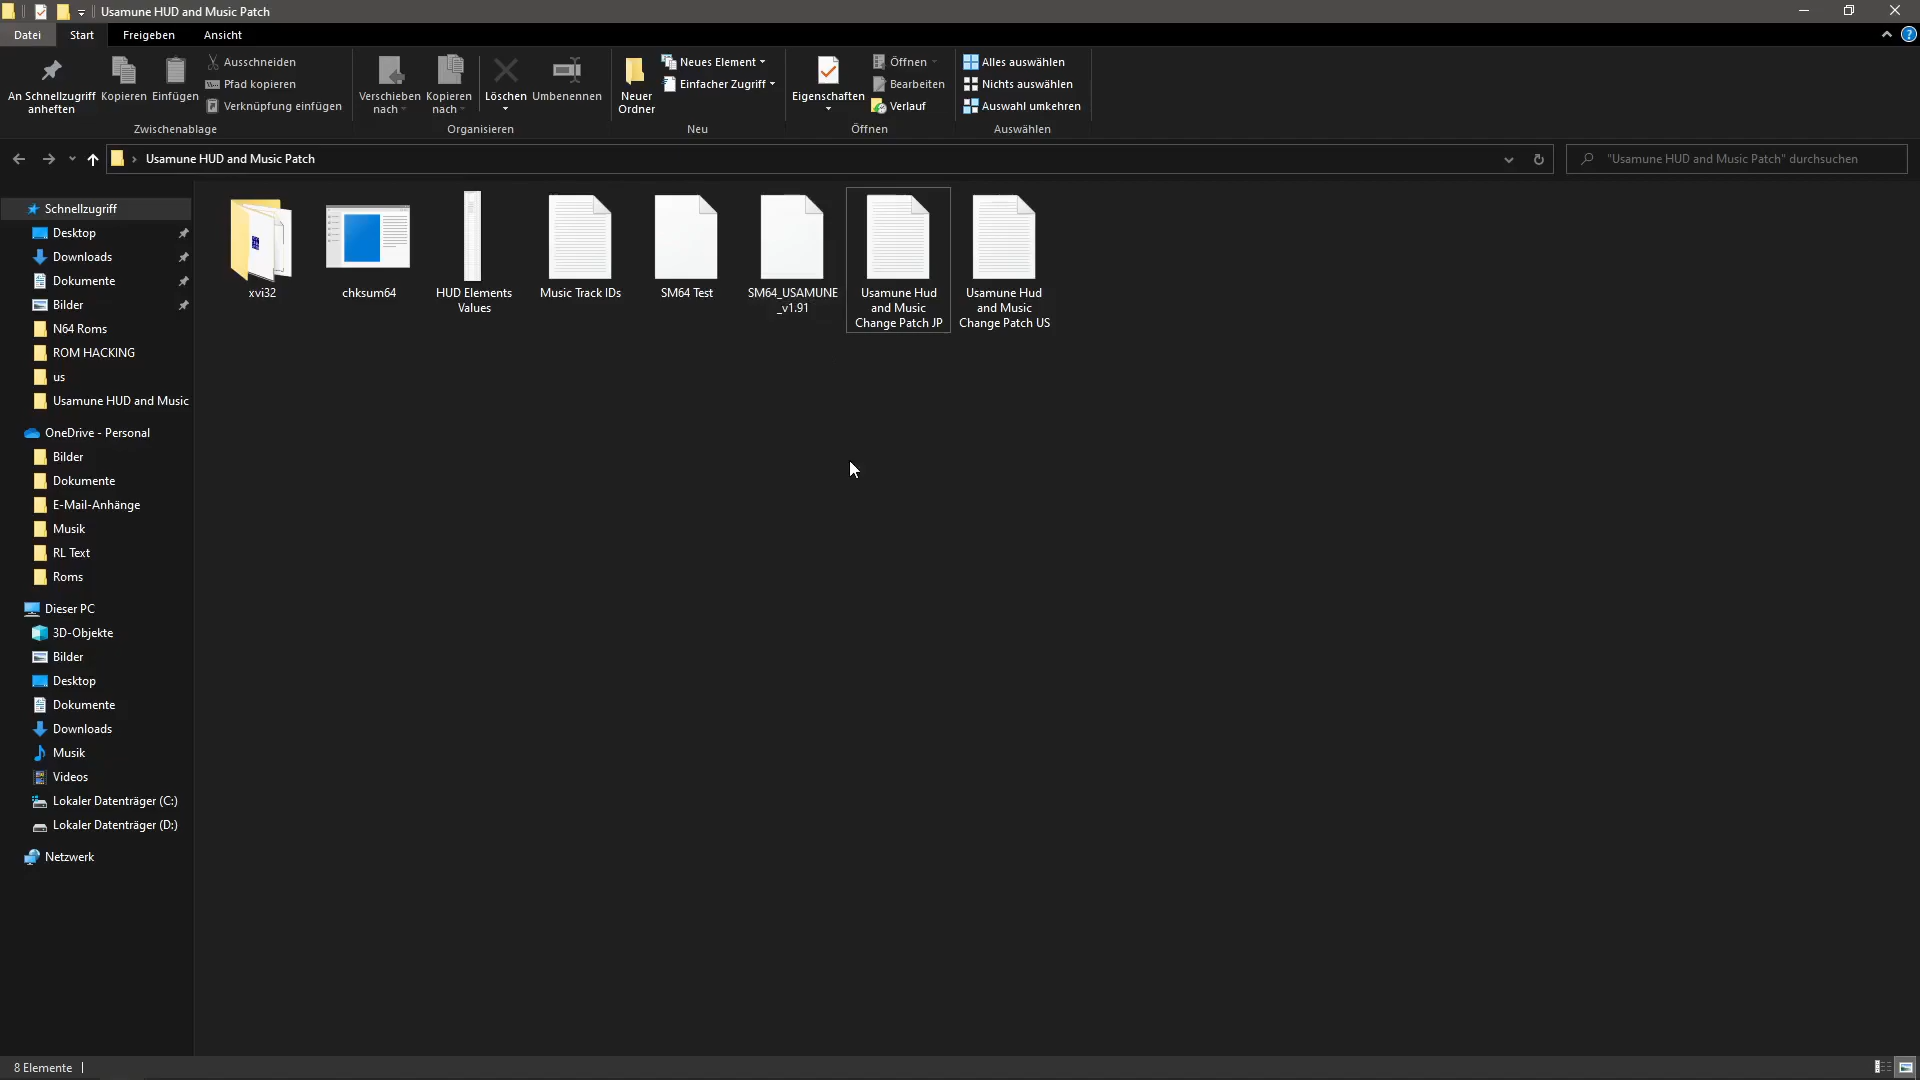 Usamune HUD and Music Patch
Datei Start Freigeben Ansicht
An Schnellzugriff anheften
Kopieren
Einfügen
Ausschneiden
Pfad kopieren
Verknüpfung einfügen
Zwischenablage
Verschieben nach
Kopieren nach
Löschen
Umbenennen
Organisieren
Neuer Ordner
Neues Element
Einfacher Zugriff
Neu
Eigenschaften
Öffnen
Bearbeiten
Verlauf
Öffnen
Alles auswählen
Nichts auswählen
Auswahl umkehren
Auswählen
Usamune HUD and Music Patch
"Usamune HUD and Music Patch" durchsuchen
Schnellzugriff
Desktop
Downloads
Dokumente
Bilder
N64 Roms
ROM HACKING
us
Usamune HUD and Music
OneDrive - Personal
Bilder
Dokumente
E-Mail-Anhänge
Musik
RL Text
Roms
Dieser PC
3D-Objekte
Bilder
Desktop
Dokumente
Downloads
Musik
Videos
Lokaler Datenträger (C:)
Lokaler Datenträger (D:)
Netzwerk
xvi32
chksum64
HUD Elements
Values
Music Track IDs
SM64 Test
SM64_USAMUNE
_v1.91
Usamune Hud
and Music
Change Patch JP
Usamune Hud
and Music
Change Patch US
8 Elemente